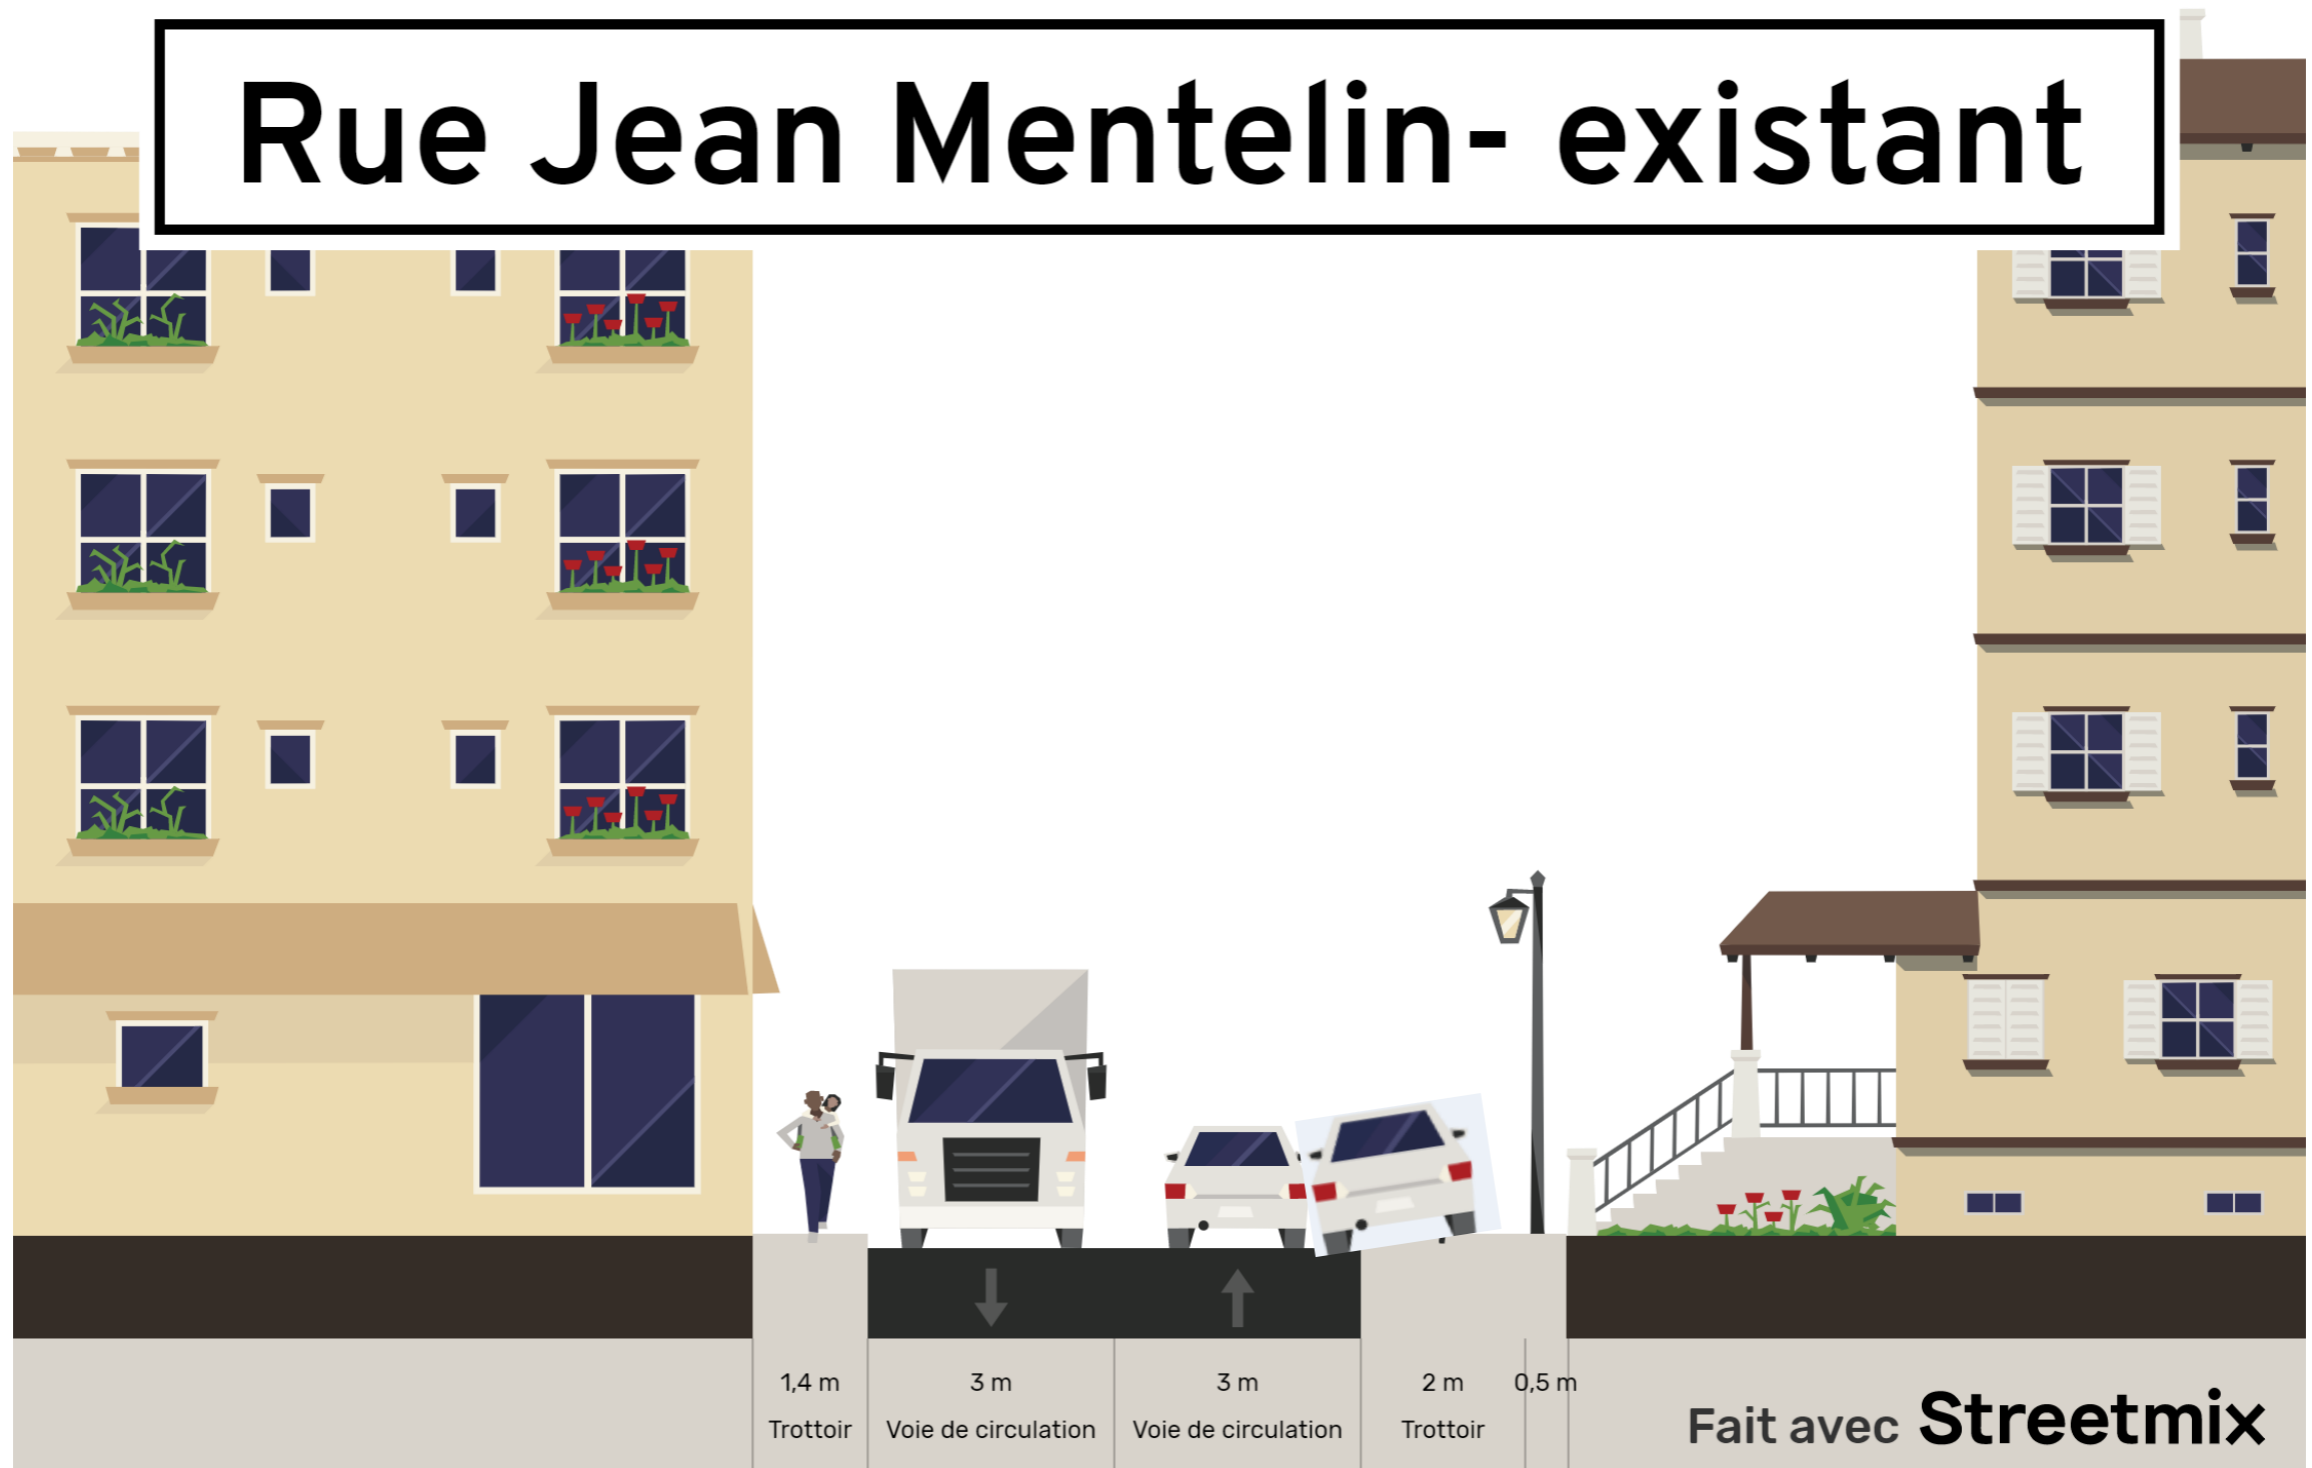 Rue Jean Mentelin- existant
1,4 m
Trottoir
3 m
Voie de circulation
3 m
Voie de circulation
2 m
Trottoir
0,5 m
Fait avec Streetmix